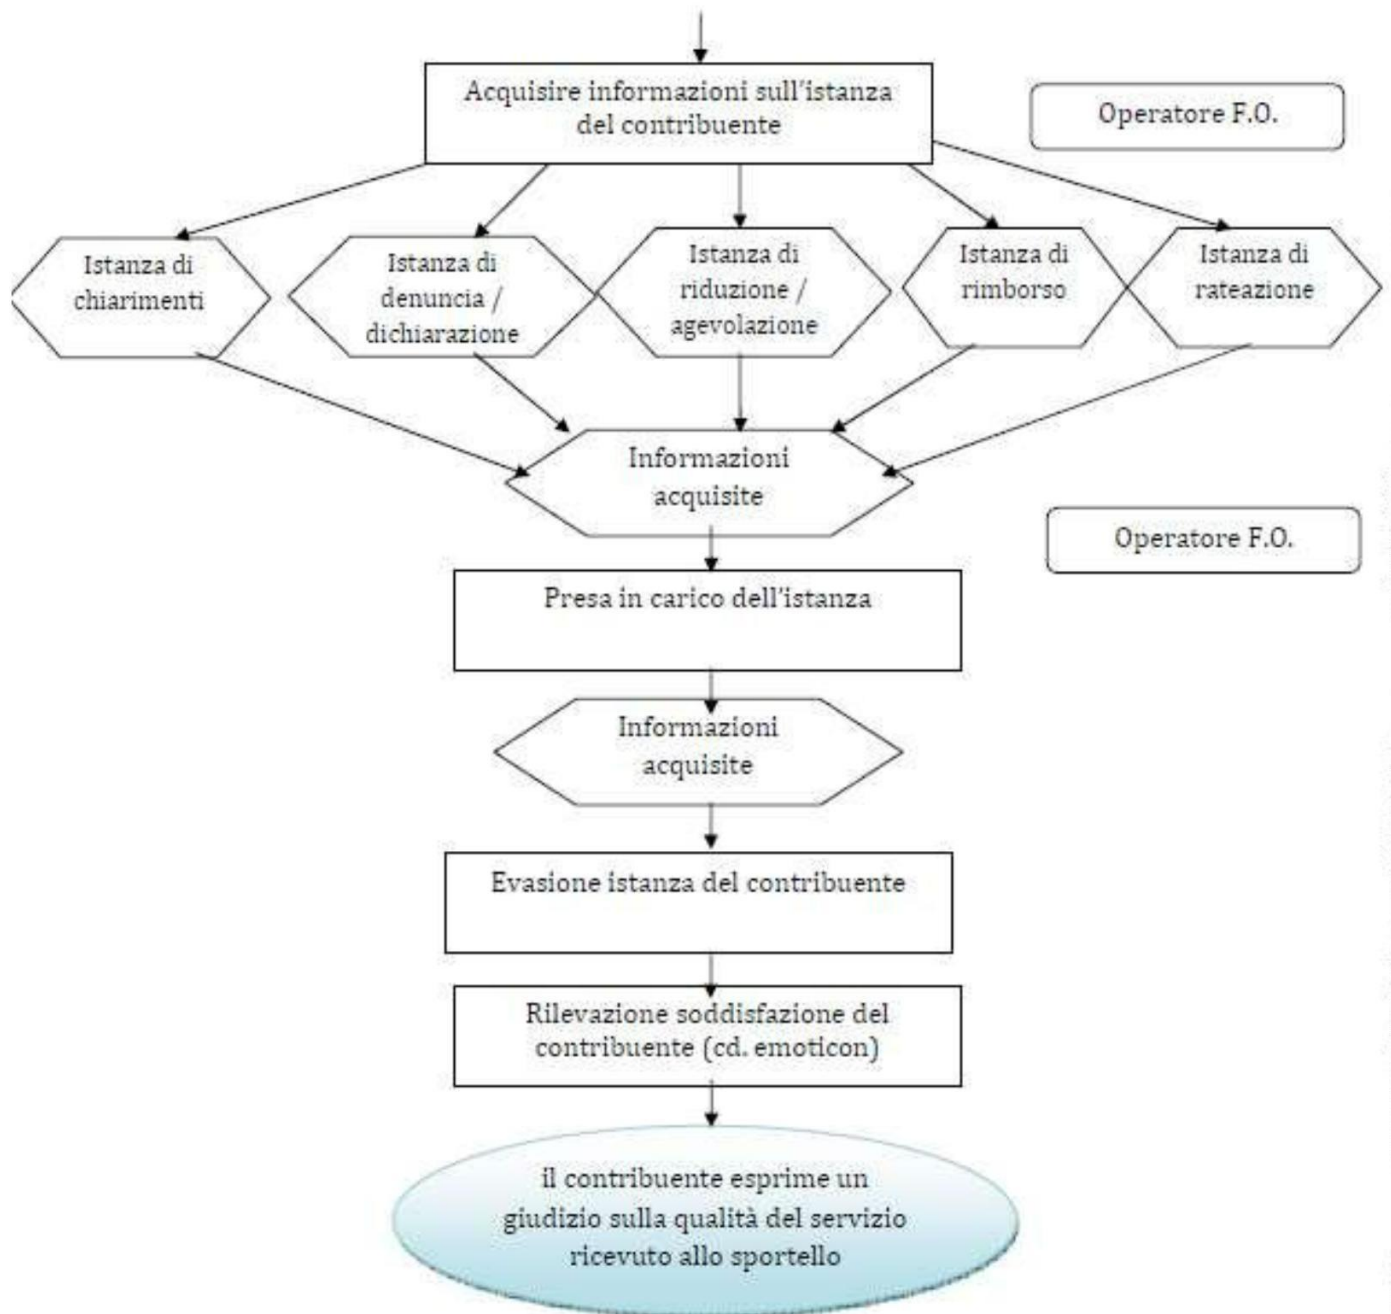 Acquisire informazioni sull'istanza
del contribuente
Operatore F.O.
Istanza di
chiarimenti
Istanza di
denuncia /
dichiarazione
Istanza di
riduzione /
agevolazione
Istanza di
rimborso
Istanza di
rateazione
Informazioni
acquisite
Operatore F.O.
Presa in carico dell'istanza
Informazioni
acquisite
Evasione istanza del contribuente
Rilevazione soddisfazione del
contribuente (cd. emoticon)
il contribuente esprime un
giudizio sulla qualità del servizio
ricevuto allo sportello